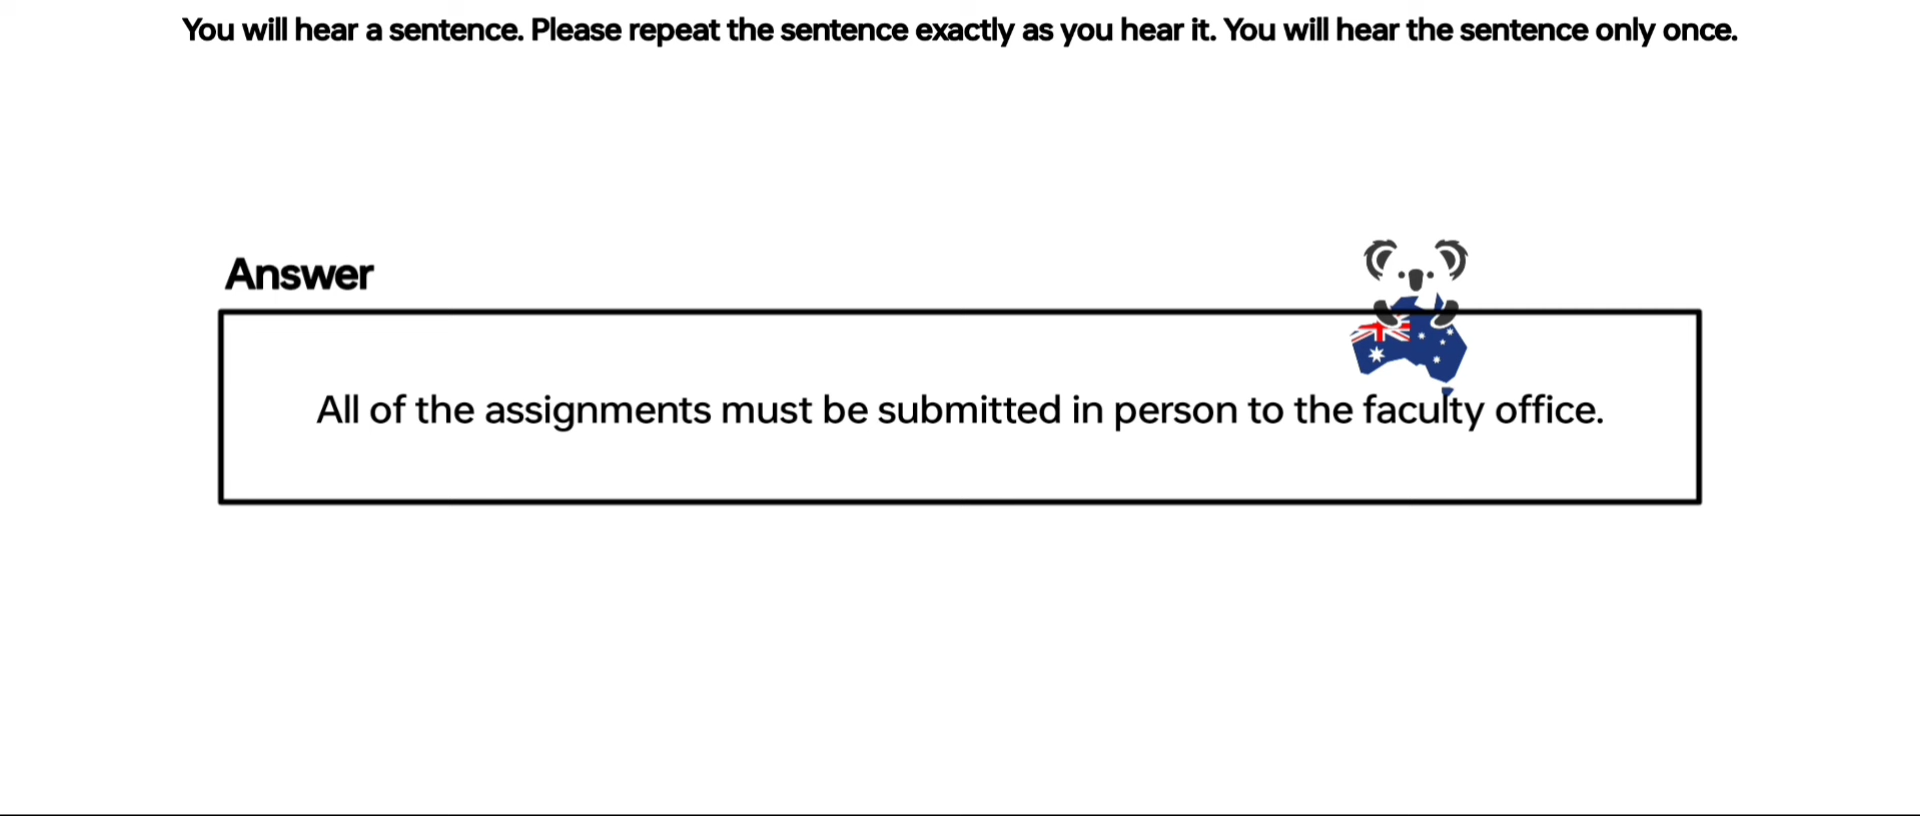 You will hear a sentence. Please repeat the sentence exactly as you hear it. You will hear the sentence only once.
Answer
All of the assignments must be submitted in person to the faculty office.